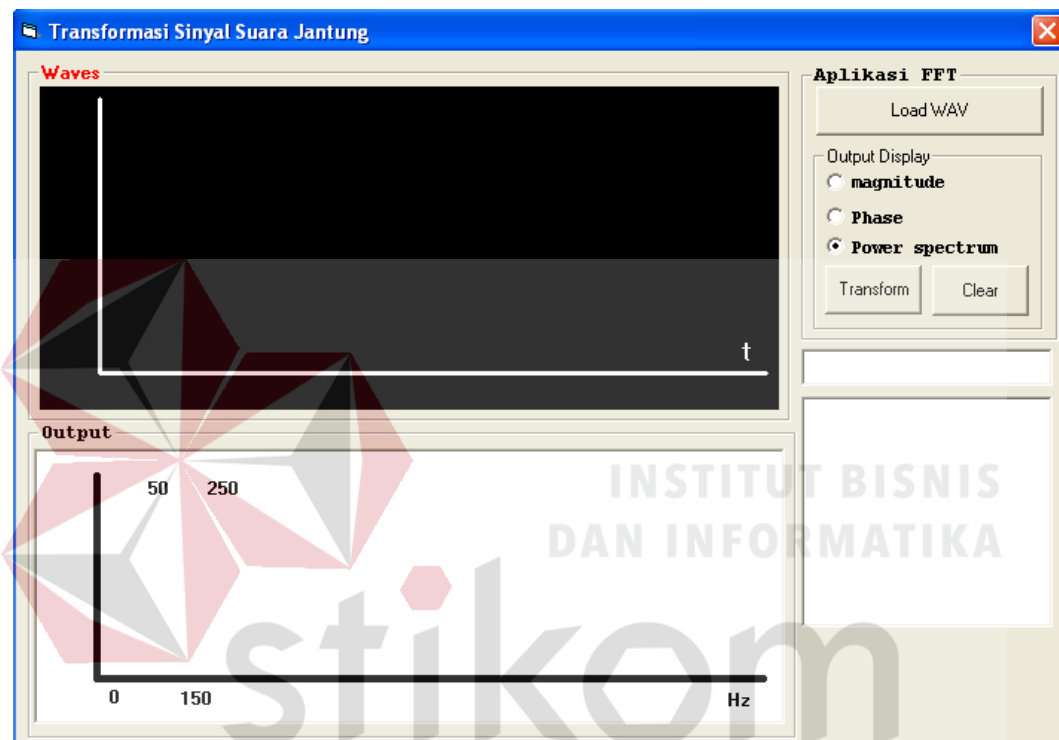 Transformasi Sinyal Suara Jantung
Waves
t
Aplikasi FFT
Load WAV
Output Display
magnitude
Phase
Power spectrum
Transform
Clear
Output
50 250
0 150 Hz
INSTITUT BISNIS
DAN INFORMATIKA
stikom